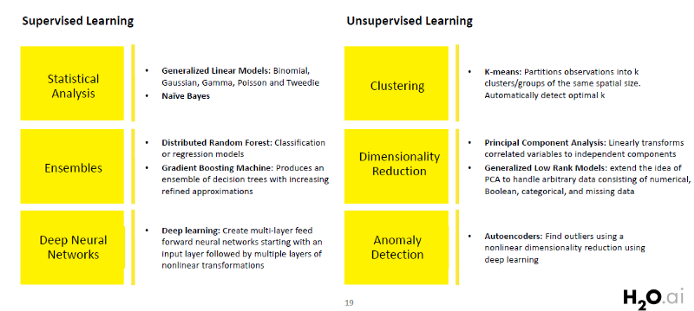 Supervised Learning
Statistical
Analysis
• Generalized Linear Models: Binomial,
Gaussian, Gamma, Poisson and Tweedie
• Naïve Bayes
Ensembles
• Distributed Random Forest: Classification
or regression models
• Gradient Boosting Machine: Produces an
ensemble of decision trees with increasing
refined approximations
Deep Neural
Networks
• Deep learning: Create multi-layer feed
forward neural networks starting with an
input layer followed by multiple layers of
nonlinear transformations
Unsupervised Learning
Clustering
• K-means: Partitions observations into k
clusters/groups of the same spatial size.
Automatically detect optimal k
Dimensionality
Reduction
• Principal Component Analysis: Linearly transforms
correlated variables to independent components
• Generalized Low Rank Models: extend the idea of
PCA to handle arbitrary data consisting of numerical,
Boolean, categorical, and missing data
Anomaly
Detection
• Autoencoders: Find outliers using a
nonlinear dimensionality reduction using
deep learning
19
H2O.ai